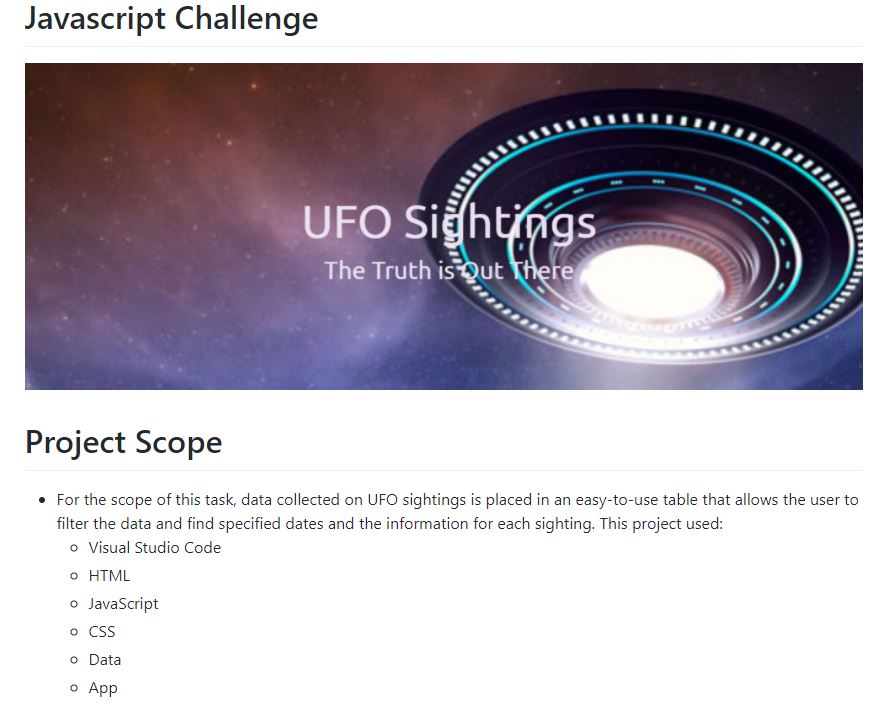 Javascript Challenge
UFO Sightings
The Truth is Out There
Project Scope
For the scope of this task, data collected on UFO sightings is placed in an easy-to-use table that allows the user to
filter the data and find specified dates and the information for each sighting. This project used:
Visual Studio Code
HTML
JavaScript
CSS
Data
App